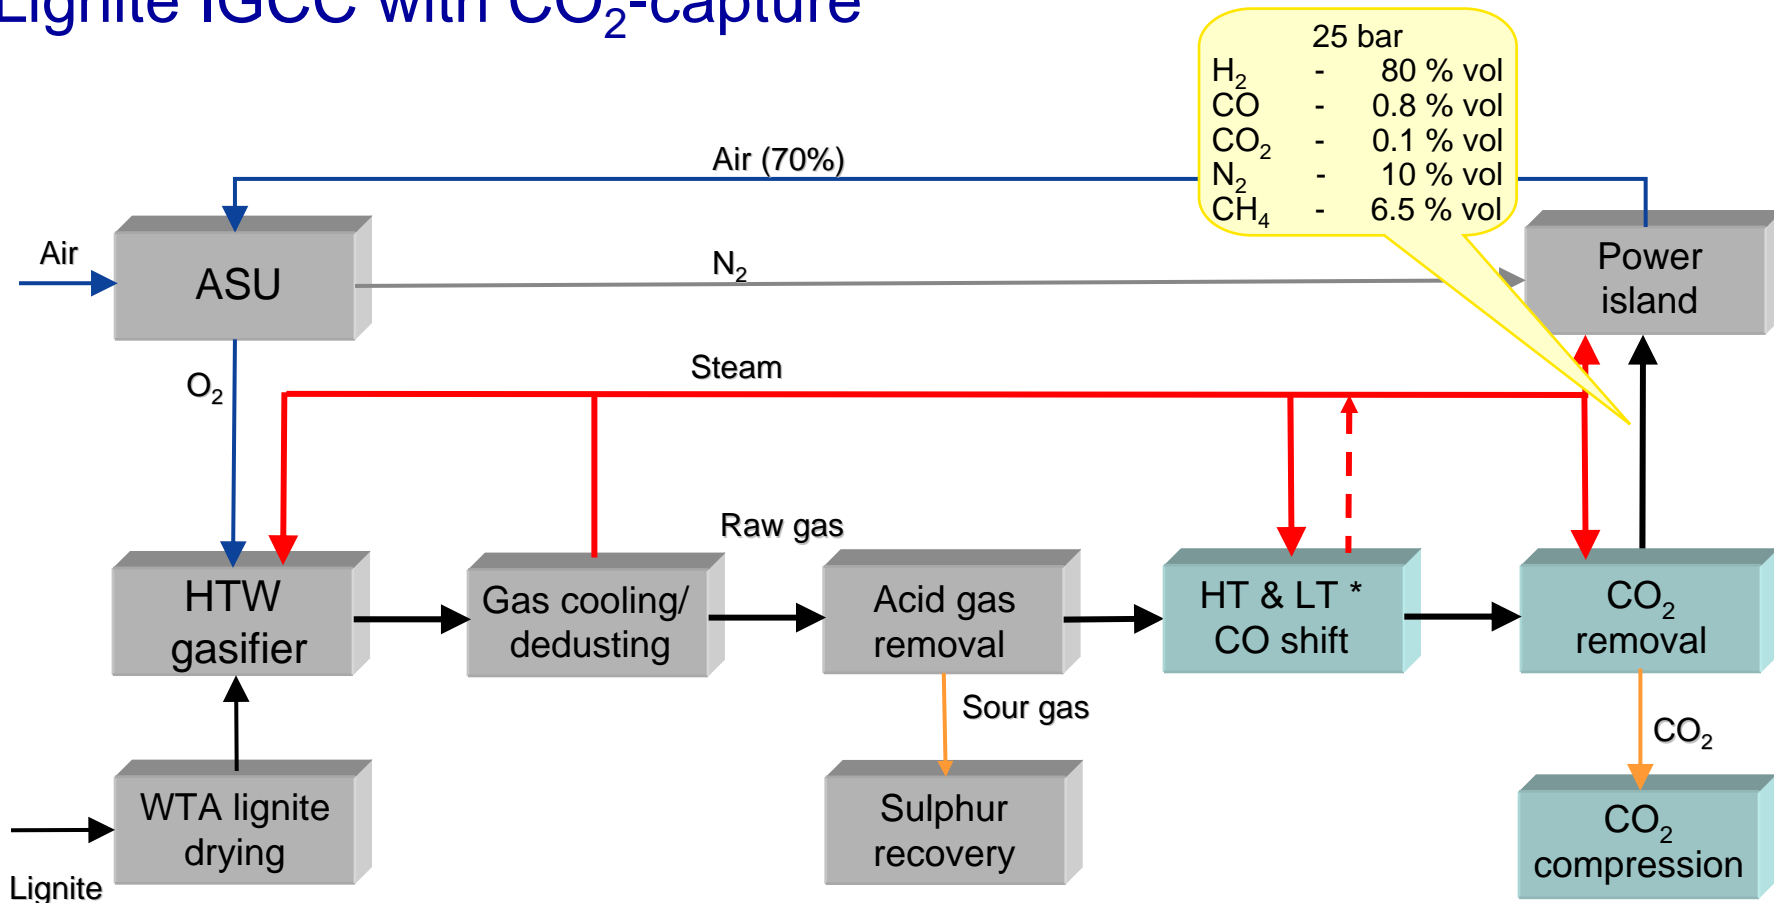 Lignite IGCC with CO₂-capture
25 bar
H₂ - 80 % vol
CO - 0.8 % vol
CO₂ - 0.1 % vol
N₂ - 10 % vol
CH₄ - 6.5 % vol
Air (70%)
Air
ASU
N₂
Power
island
O₂
Steam
Raw gas
HTW
gasifier
Gas cooling/
dedusting
Acid gas
removal
HT & LT *
CO shift
CO₂
removal
Sour gas
CO₂
WTA lignite
drying
Sulphur
recovery
CO₂
compression
Lignite